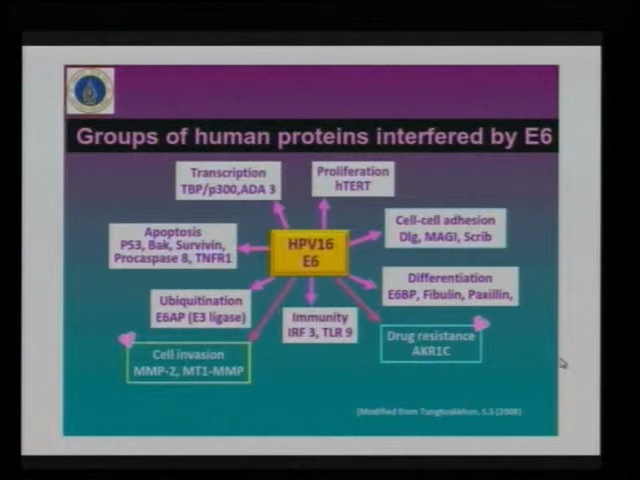 Groups of human proteins interfered by E6
Transcription
TBP/p300,ADA 3
Proliferation
hTERT
Cell-cell adhesion
Dlg, MAGI, Scrib
Apoptosis
P53, Bak, Survivin,
Procaspase 8, TNFR1
HPV16
E6
Differentiation
E6BP, Fibulin, Paxillin,
Ubiquitination
E6AP (E3 ligase)
Immunity
IRF 3, TLR 9
Drug resistance
AKR1C
Cell invasion
MMP-2, MT1-MMP
(Modified from S.S (2008)